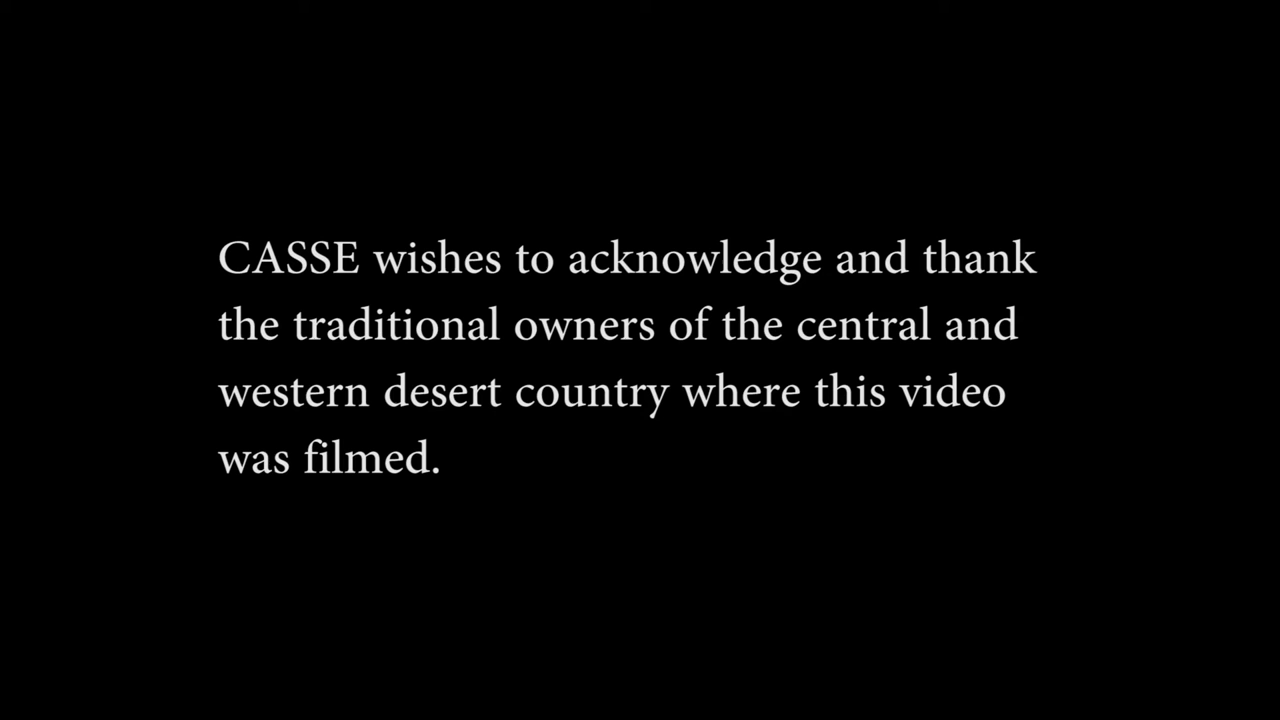 CASSE wishes to acknowledge and thank
the traditional owners of the central and
western desert country where this video
was filmed.